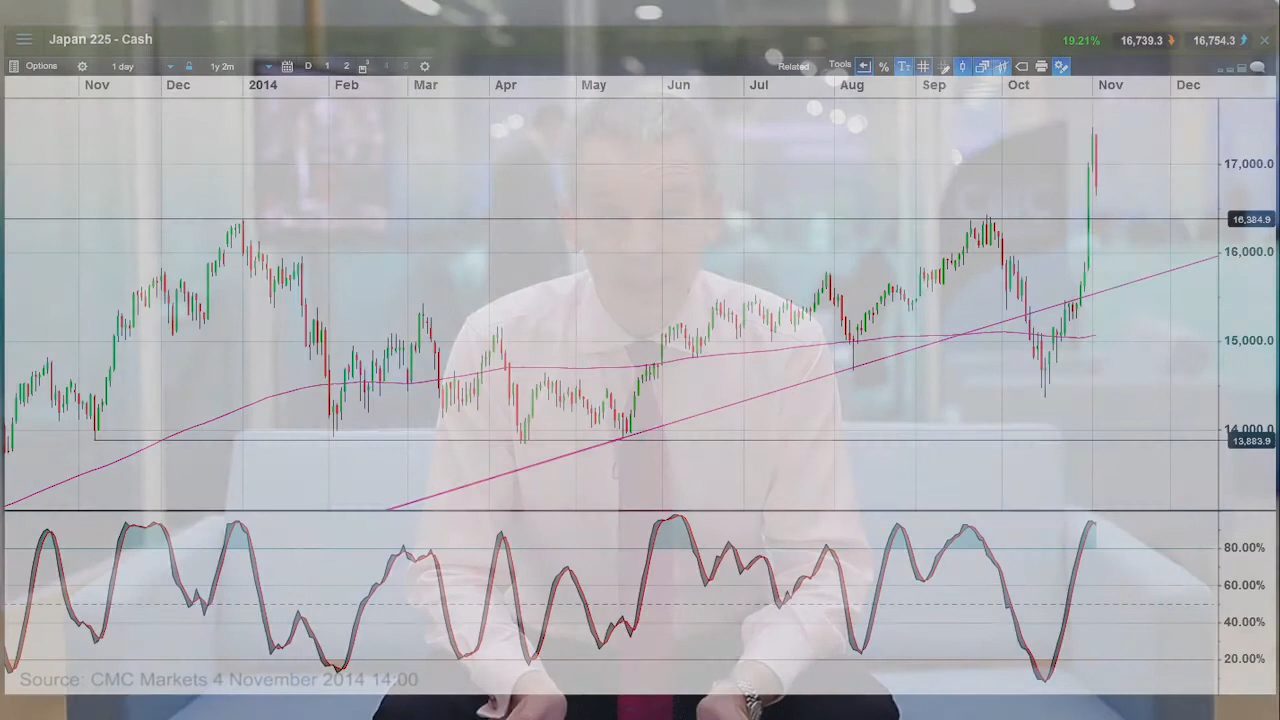 Japan 225 - Cash
19.21% 16,739.3 16,754.3
Options 1 day 1y 2m D 1 2 3 4 5 Related Tools
Nov Dec 2014 Feb Mar Apr May Jun Jul Aug Sep Oct Nov Dec
17,000.0
16,384.9
16,000.0
15,000.0
14,000.0
13,883.9
80.00%
60.00%
40.00%
20.00%
Source: CMC Markets 4 November 2014 14:00